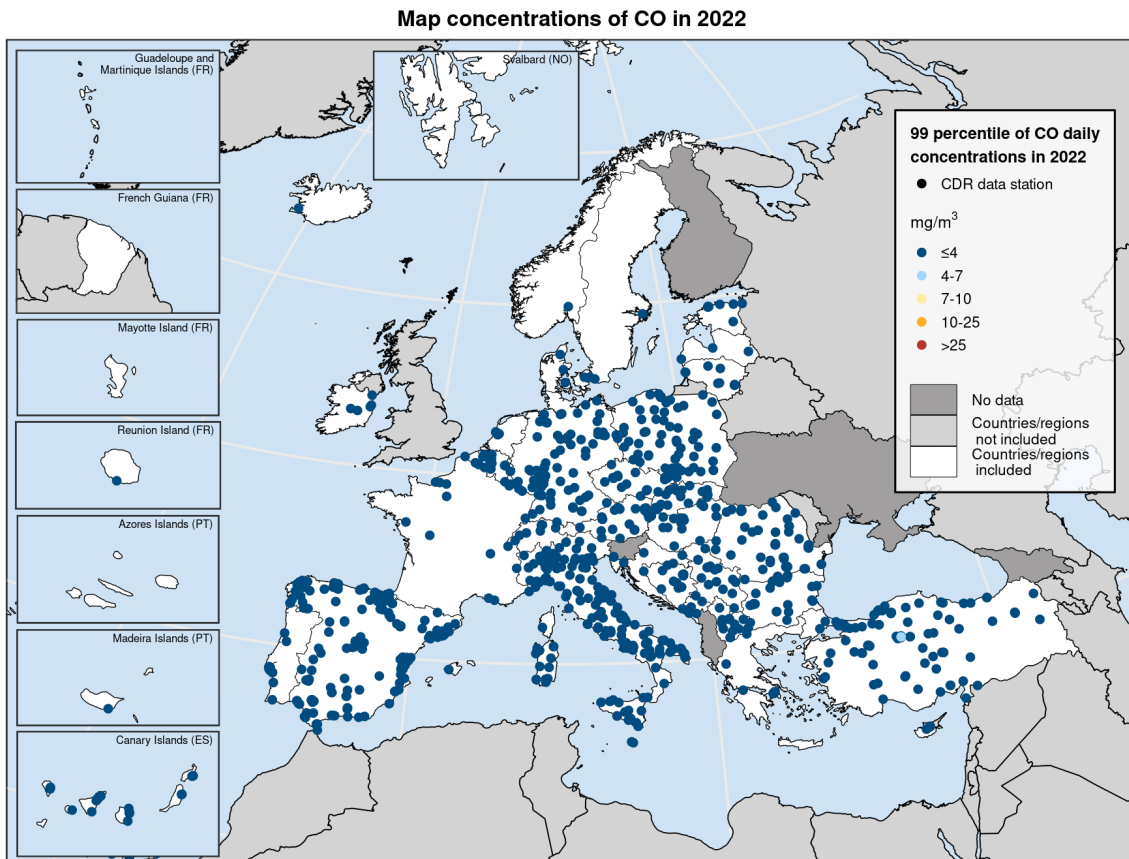 Map concentrations of CO in 2022
Guadeloupe and
Martinique Islands (FR)
Svalbard (NO)
French Guiana (FR)
Mayotte Island (FR)
Reunion Island (FR)
Azores Islands (PT)
Madeira Islands (PT)
Canary Islands (ES)
99 percentile of CO daily
concentrations in 2022
CDR data station
mg/m³
≤4
4-7
7-10
10-25
>25
No data
Countries/regions
not included
Countries/regions
included